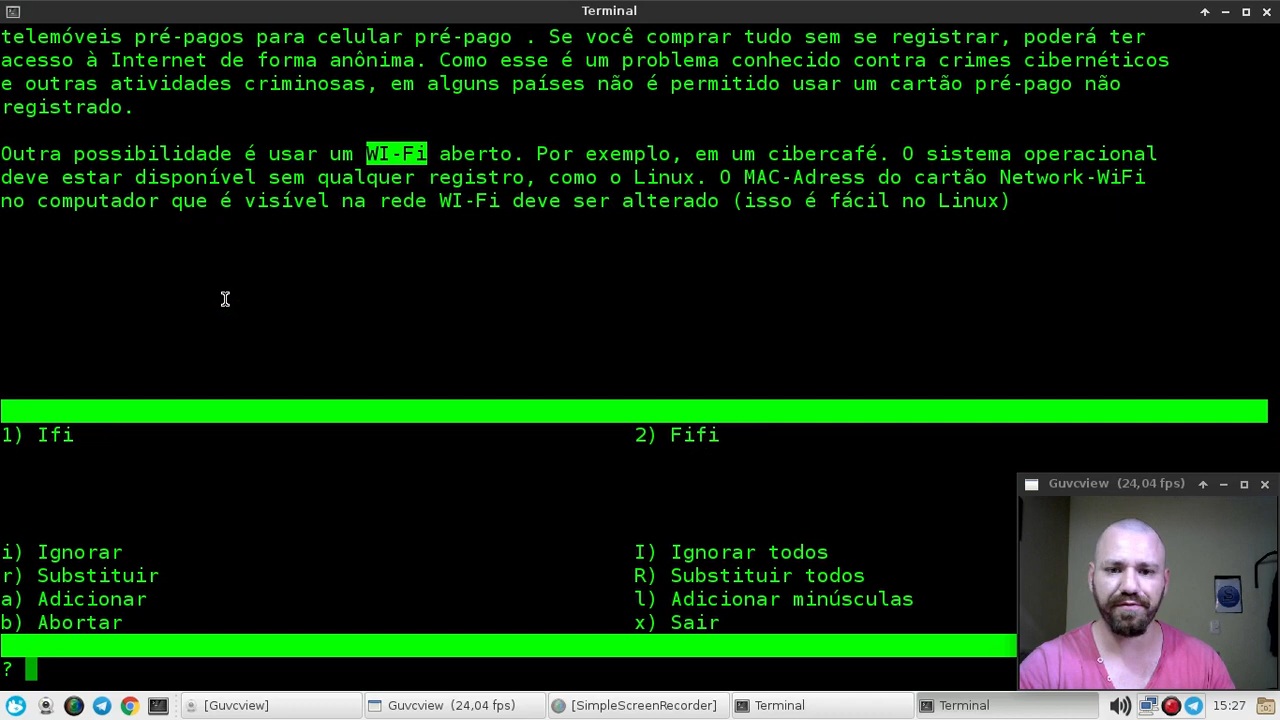 Terminal
telemóveis pré-pagos para celular pré-pago . Se você comprar tudo sem se registrar, poderá ter
acesso à Internet de forma anônima. Como esse é um problema conhecido contra crimes cibernéticos
e outras atividades criminosas, em alguns países não é permitido usar um cartão pré-pago não
registrado.
Outra possibilidade é usar um WI-Fi aberto. Por exemplo, em um cibercafé. O sistema operacional
deve estar disponível sem qualquer registro, como o Linux. O MAC-Adress do cartão Network-WiFi
no computador que é visível na rede WI-Fi deve ser alterado (isso é fácil no Linux)
1) Ifi 2) Fifi
Guvcview (24,04 fps)
i) Ignorar I) Ignorar todos
r) Substituir R) Substituir todos
a) Adicionar l) Adicionar minúsculas
b) Abortar x) Sair
?
[Guvcview] Guvcview (24,04 fps) [SimpleScreenRecorder] Terminal Terminal 15:27